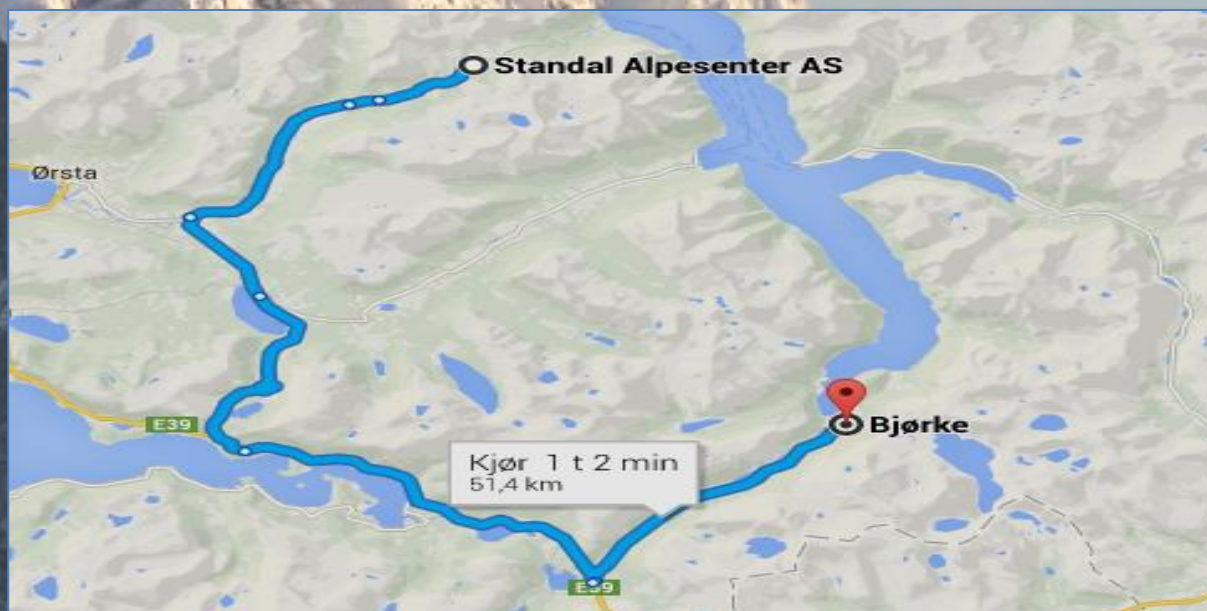 Standal Alpesenter AS
Ørsta
E39
Bjørke
Kjør 1 t 2 min
51,4 km
E39